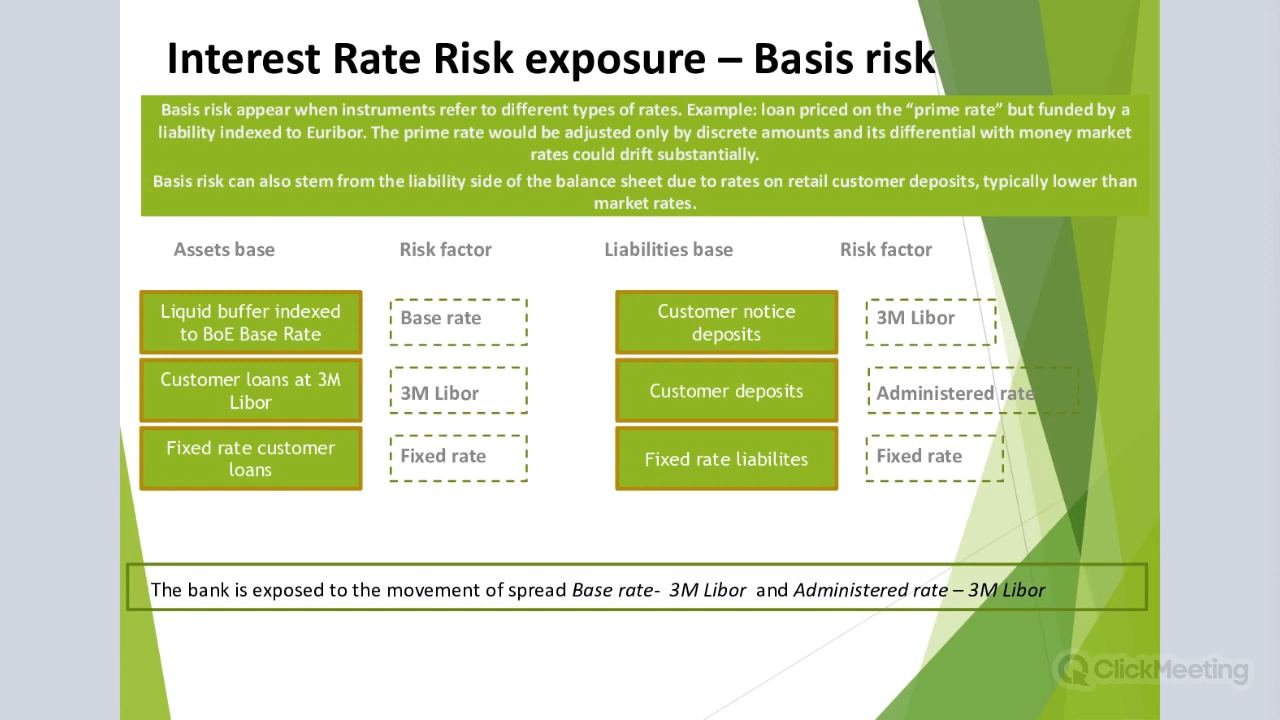 Interest Rate Risk exposure – Basis risk
Basis risk appear when instruments refer to different types of rates. Example: loan priced on the “prime rate” but funded by a
liability indexed to Euribor. The prime rate would be adjusted only by discrete amounts and its differential with money market
rates could drift substantially.
Basis risk can also stem from the liability side of the balance sheet due to rates on retail customer deposits, typically lower than
market rates.
Assets base Risk factor Liabilities base Risk factor
Liquid buffer indexed
to BoE Base Rate
Base rate
Customer notice
deposits
3M Libor
Customer loans at 3M
Libor
3M Libor
Customer deposits
Administered rate
Fixed rate customer
loans
Fixed rate
Fixed rate liabilites
Fixed rate
The bank is exposed to the movement of spread Base rate- 3M Libor and Administered rate – 3M Libor
ClickMeeting